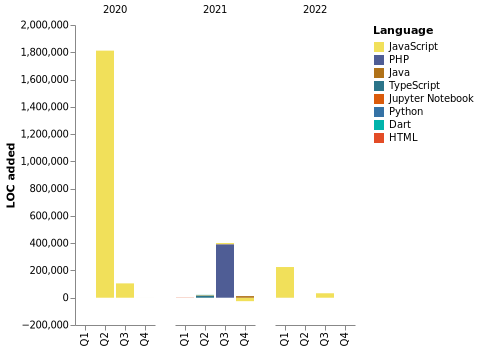 2020 2021 2022
2,000,000
1,800,000
1,600,000
1,400,000
1,200,000
1,000,000
800,000
600,000
400,000
200,000
0
−200,000
LOC added
Q1 Q2 Q3 Q4 Q1 Q2 Q3 Q4 Q1 Q2 Q3 Q4
Language
JavaScript
PHP
Java
TypeScript
Jupyter Notebook
Python
Dart
HTML